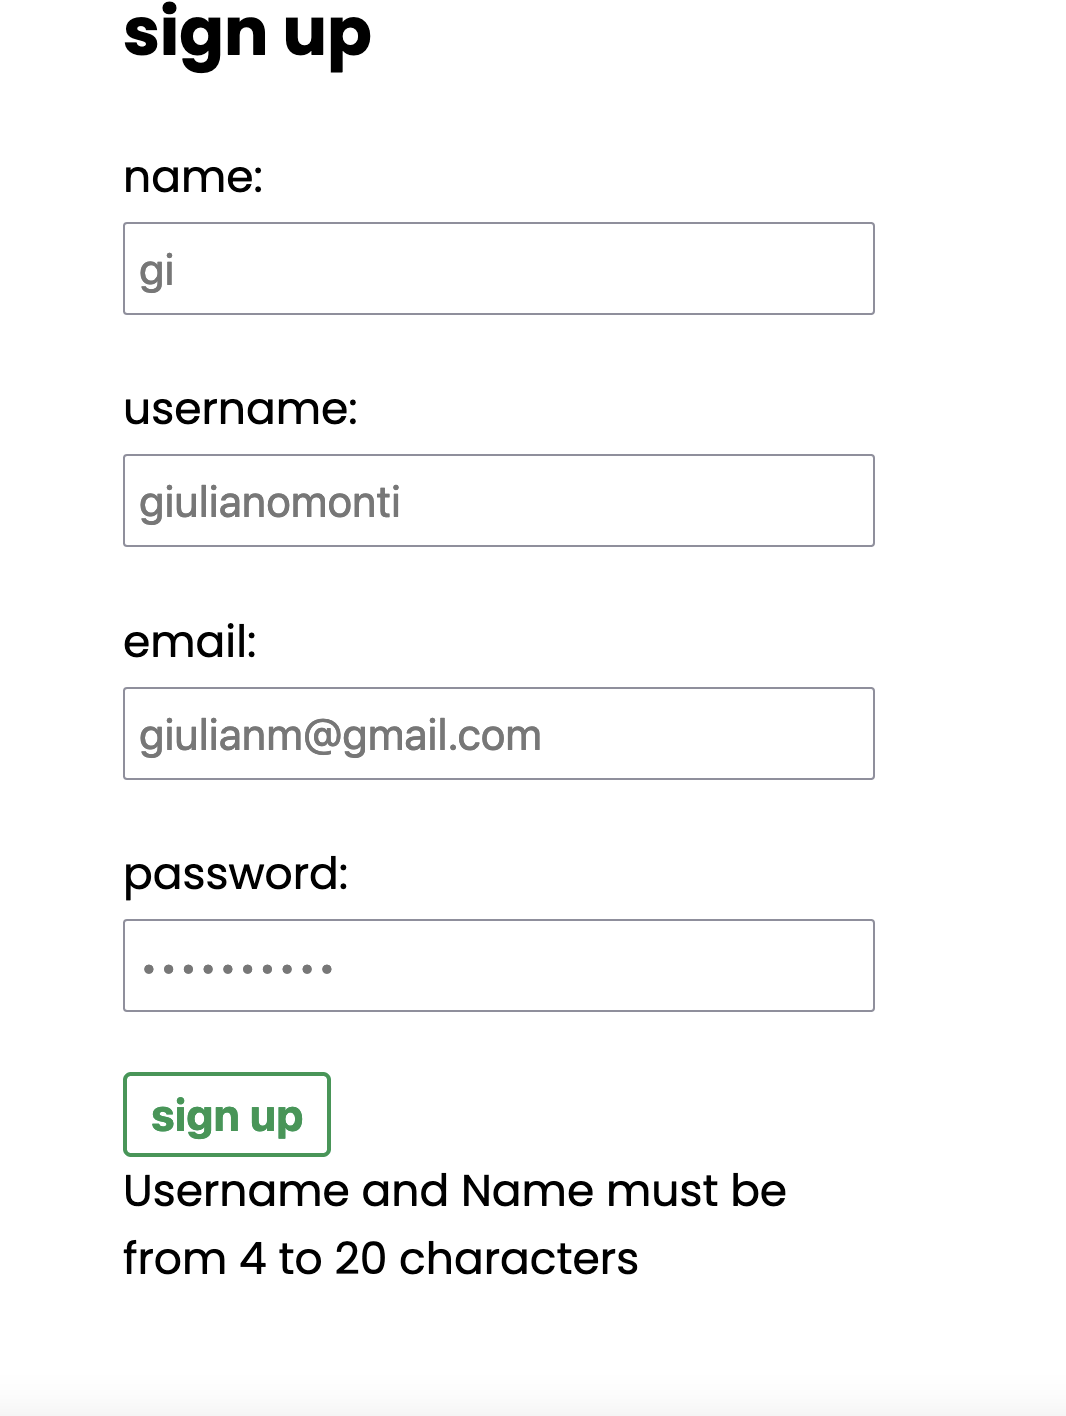 sign up
name:
gi
username:
giulianomonti
email:
giulianm@gmail.com
password:
••••••••••
sign up
Username and Name must be
from 4 to 20 characters